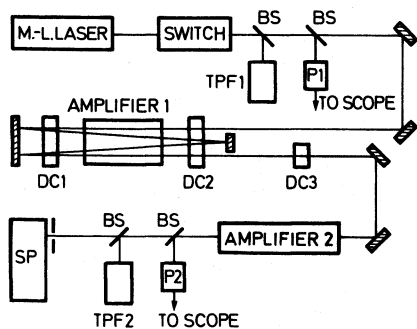 BS BS
M.-L.LASER SWITCH
TPF1 P1
TO SCOPE
AMPLIFIER 1
DC1 DC2 DC3
BS BS
SP AMPLIFIER 2
TPF2 P2
TO SCOPE